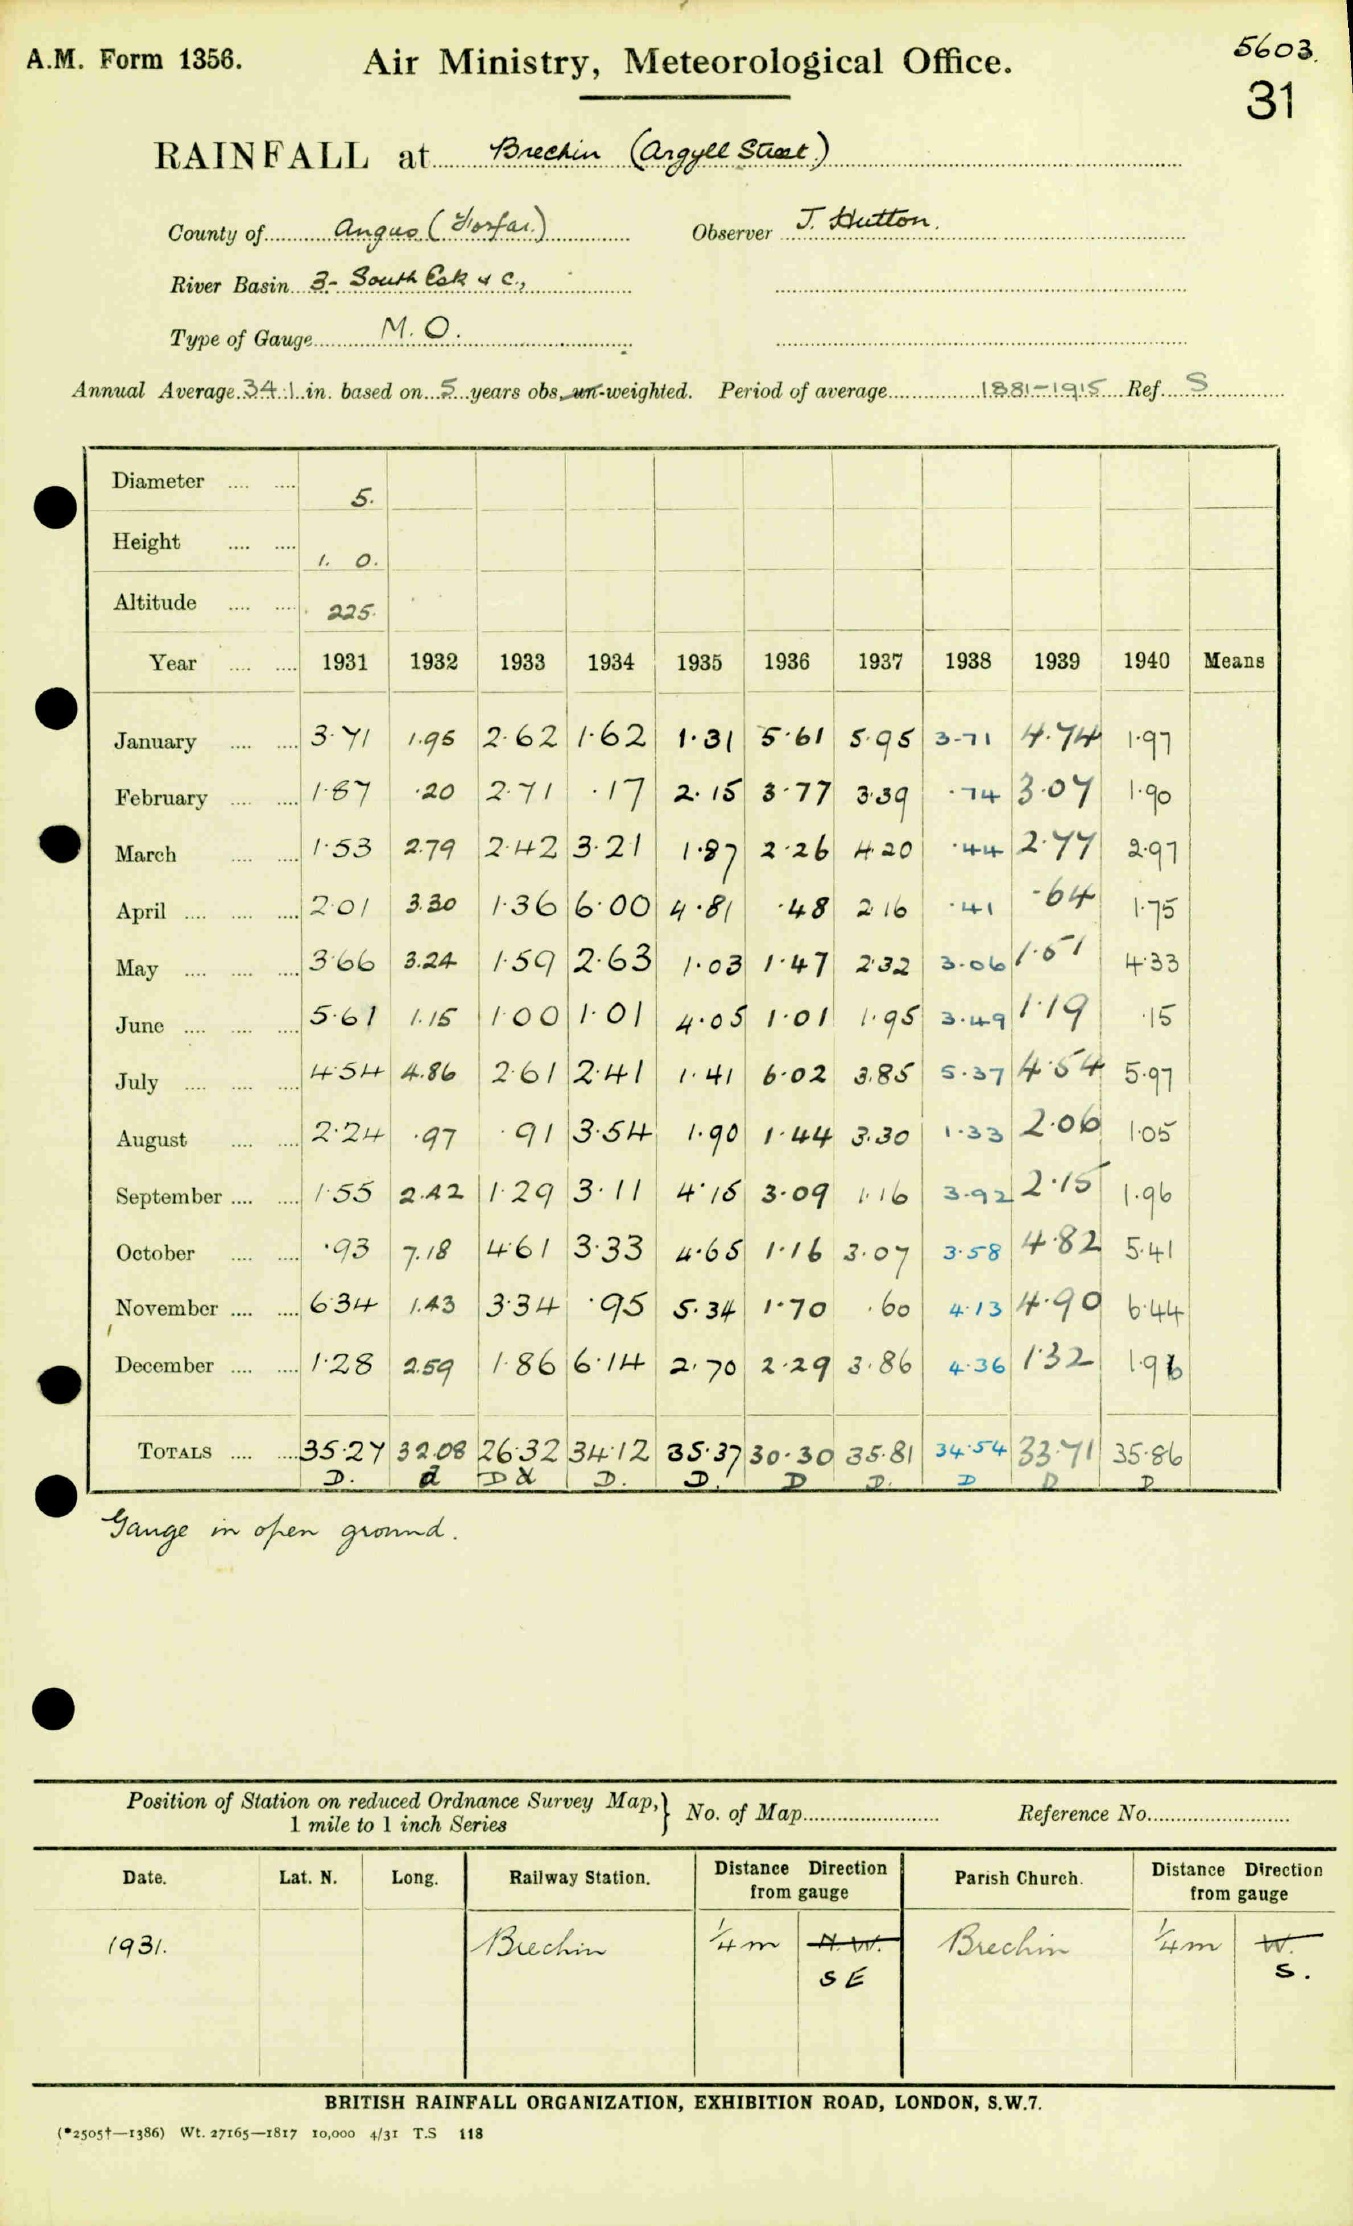 A.M. Form 1356.
Air Ministry, Meteorological Office.
5603.
31
RAINFALL at Brechin (Argyll Street)
County of Angus (Forfar) Observer J. Hutton.
River Basin 3- South Esk & c.,
Type of Gauge M.O.
Annual Average 34.1 in. based on 5 years obs. un-weighted. Period of average 1881-1915 Ref. S
Diameter 5.
Height 1. 0.
Altitude 225.
Year 1931 1932 1933 1934 1935 1936 1937 1938 1939 1940 Means
January 3.71 1.95 2.62 1.62 1.31 5.61 5.95 3.71 4.74 1.97
February 1.87 .20 2.71 .17 2.15 3.77 3.39 .74 3.07 1.90
March 1.53 2.79 2.42 3.21 1.87 2.26 4.20 .44 2.77 2.97
April 2.01 3.30 1.36 6.00 4.81 .48 2.16 .41 .64 1.75
May 3.66 3.24 1.59 2.63 1.03 1.47 2.32 3.06 1.51 4.33
June 5.61 1.15 1.00 1.01 4.05 1.01 1.95 3.49 1.19 .15
July 4.54 4.86 2.61 2.41 1.41 6.02 3.85 5.37 4.54 5.97
August 2.24 .97 .91 3.54 1.90 1.44 3.30 1.33 2.06 1.05
September 1.55 2.42 1.29 3.11 4.15 3.09 1.16 3.92 2.15 1.96
October .93 7.18 4.61 3.33 4.65 1.16 3.07 3.58 4.82 5.41
November 6.34 1.43 3.34 .95 5.34 1.70 .60 4.13 4.90 6.44
December 1.28 2.59 1.86 6.14 2.70 2.29 3.86 4.36 1.32 1.96
TOTALS 35.27 32.08 26.32 34.12 35.37 30.30 35.81 34.54 33.71 35.86
D. d D D. D. D D. D D D
Gauge in open ground.
Position of Station on reduced Ordnance Survey Map, 1 mile to 1 inch Series } No. of Map Reference No.
Date. Lat. N. Long. Railway Station. Distance Direction from gauge Parish Church. Distance Direction from gauge
1931. Brechin 1/4 m N.W. Brechin 1/4 m W.
SE S.
BRITISH RAINFALL ORGANIZATION, EXHIBITION ROAD, LONDON, S.W.7.
(*2505†—1386) Wt. 27165—1817 10,000 4/31 T.S 118